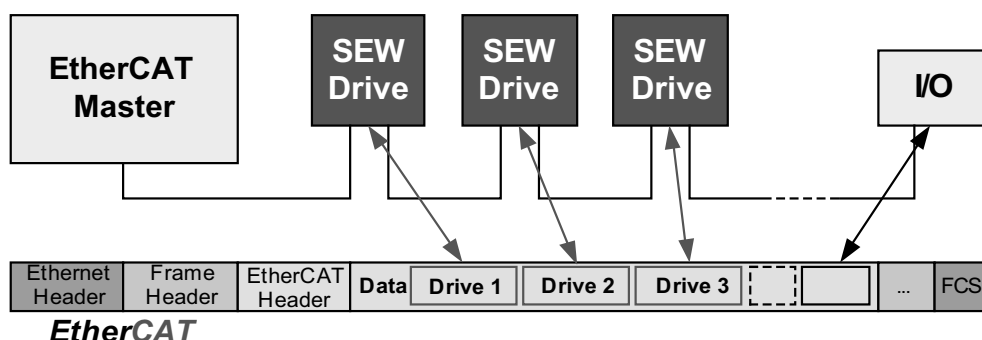 EtherCAT
Master
SEW
Drive
SEW
Drive
SEW
Drive
I/O
Ethernet
Header
Frame
Header
EtherCAT
Header
Data
Drive 1
Drive 2
Drive 3
...
FCS
EtherCAT